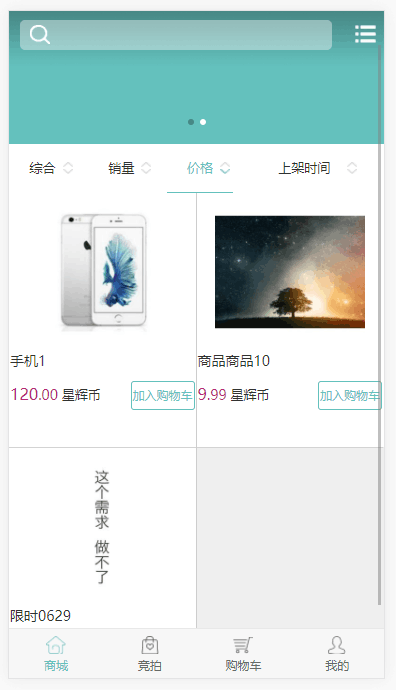 综合 销量 价格 上架时间
手机1 商品商品10
120.00 星辉币 加入购物车 9.99 星辉币 加入购物车
这个需求 做不了
限时0629
商城 竞拍 购物车 我的